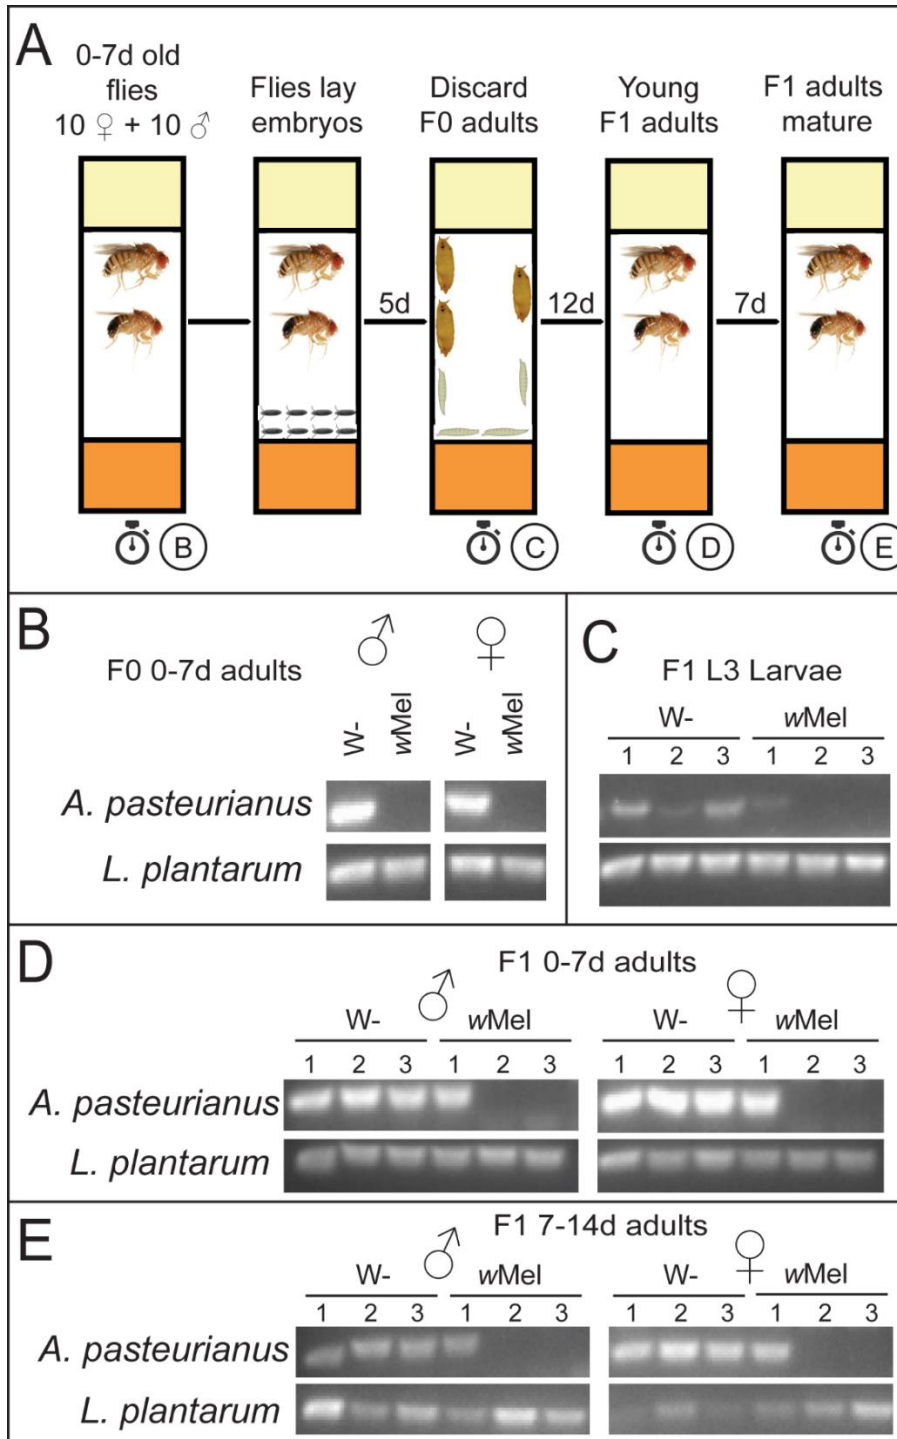 A
0-7d old
flies
10 ♀ + 10 ♂
Flies lay
embryos
Discard
F0 adults
Young
F1 adults
F1 adults
mature
5d
12d
7d
B
C
D
E
B
♂
♀
F0 0-7d adults
W- wMel W- wMel
A. pasteurianus
L. plantarum
C
F1 L3 Larvae
W- wMel
1 2 3 1 2 3
D
F1 0-7d adults
♂ ♀
W- wMel W- wMel
1 2 3 1 2 3 1 2 3 1 2 3
A. pasteurianus
L. plantarum
E
F1 7-14d adults
♂ ♀
W- wMel W- wMel
1 2 3 1 2 3 1 2 3 1 2 3
A. pasteurianus
L. plantarum